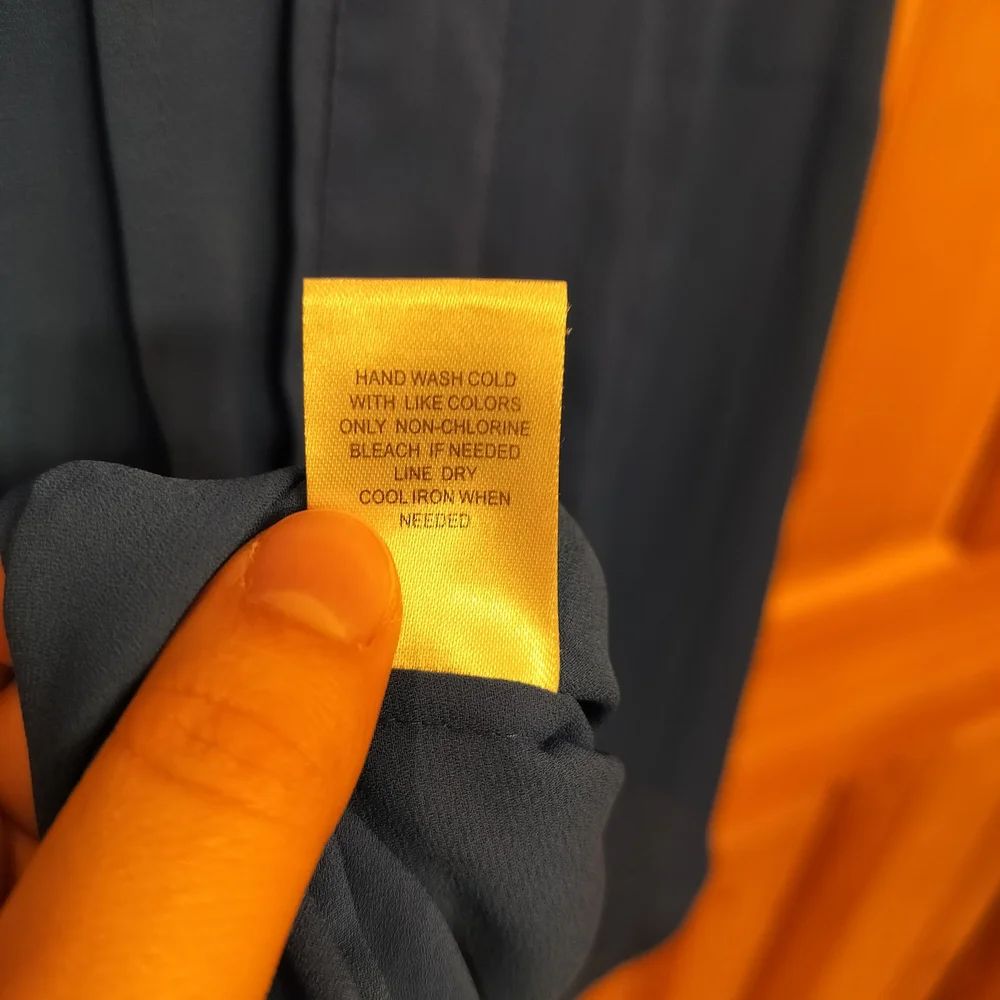 HAND WASH COLD
WITH LIKE COLORS
ONLY NON-CHLORINE
BLEACH IF NEEDED
LINE DRY
COOL IRON WHEN
NEEDED